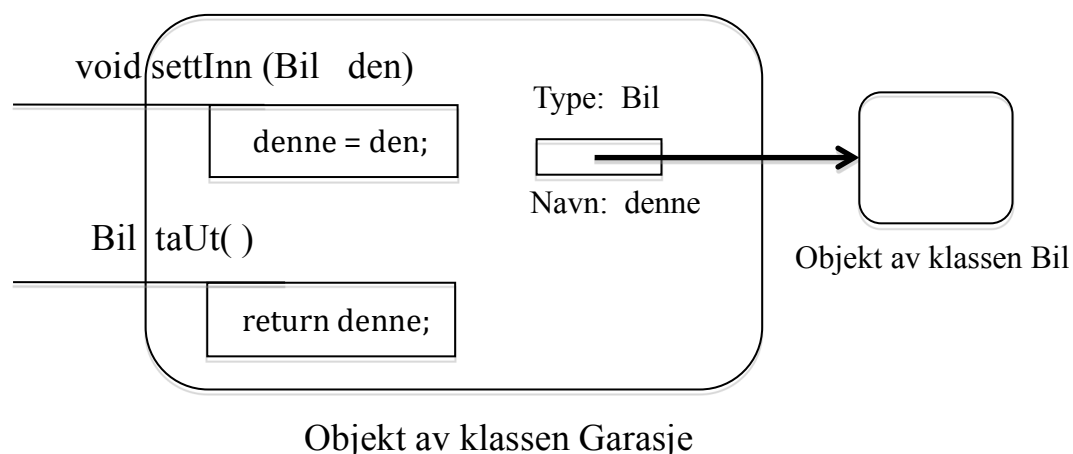 void settInn (Bil den)
denne = den;
Type: Bil
Navn: denne
Bil taUt( )
return denne;
Objekt av klassen Bil
Objekt av klassen Garasje